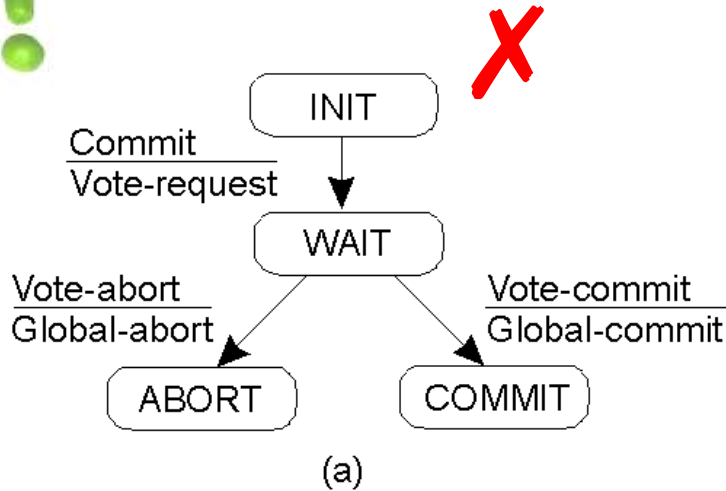 INIT
Commit
Vote-request
WAIT
Vote-abort
Global-abort
Vote-commit
Global-commit
ABORT
COMMIT
(a)